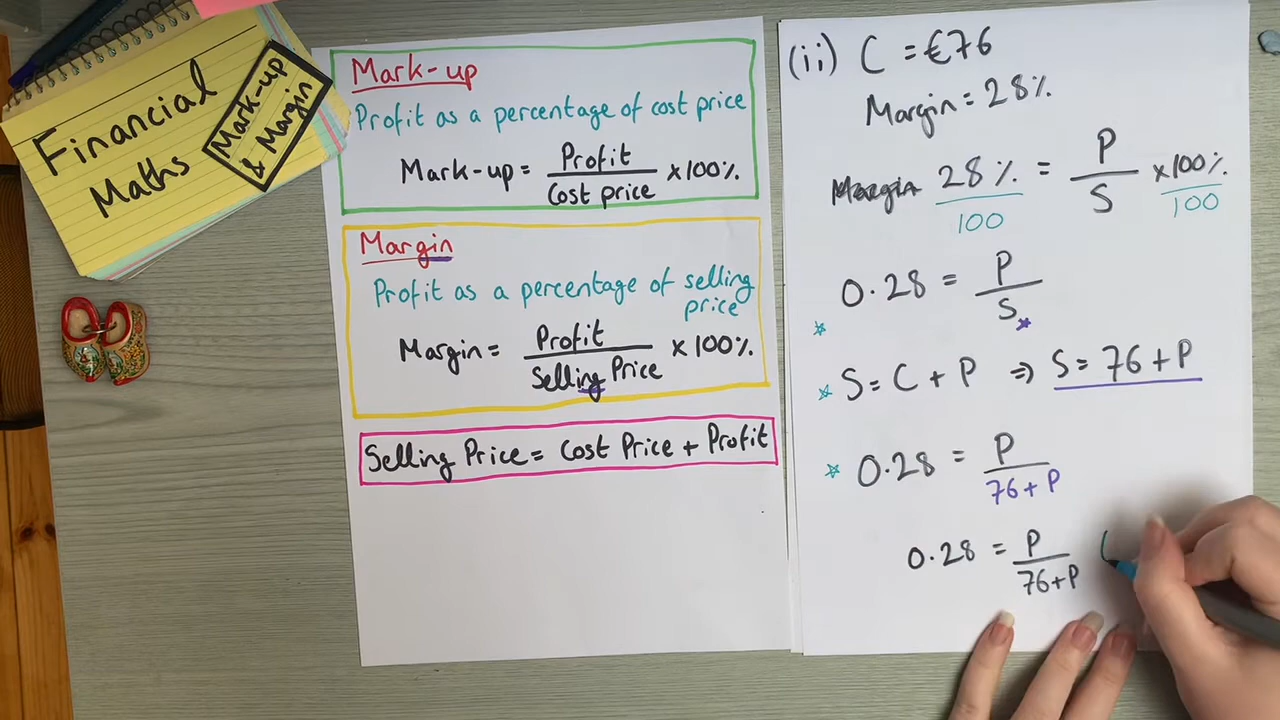 Financial
Maths
Mark-up
& Margin
Mark-up
Profit as a percentage of cost price
Mark-up = Profit / Cost price ×100%.
Margin
Profit as a percentage of selling
price
Margin = Profit / Selling Price ×100%.
Selling Price = Cost Price + Profit
(ii) C = €76
Margin = 28%.
Margin 28% / 100 = P / S ×100% / 100
0.28 = P / S *
* 
* S = C + P ⇒ S = 76 + P
* 0.28 = P / 76 + P
0.28 = P / 76+P (